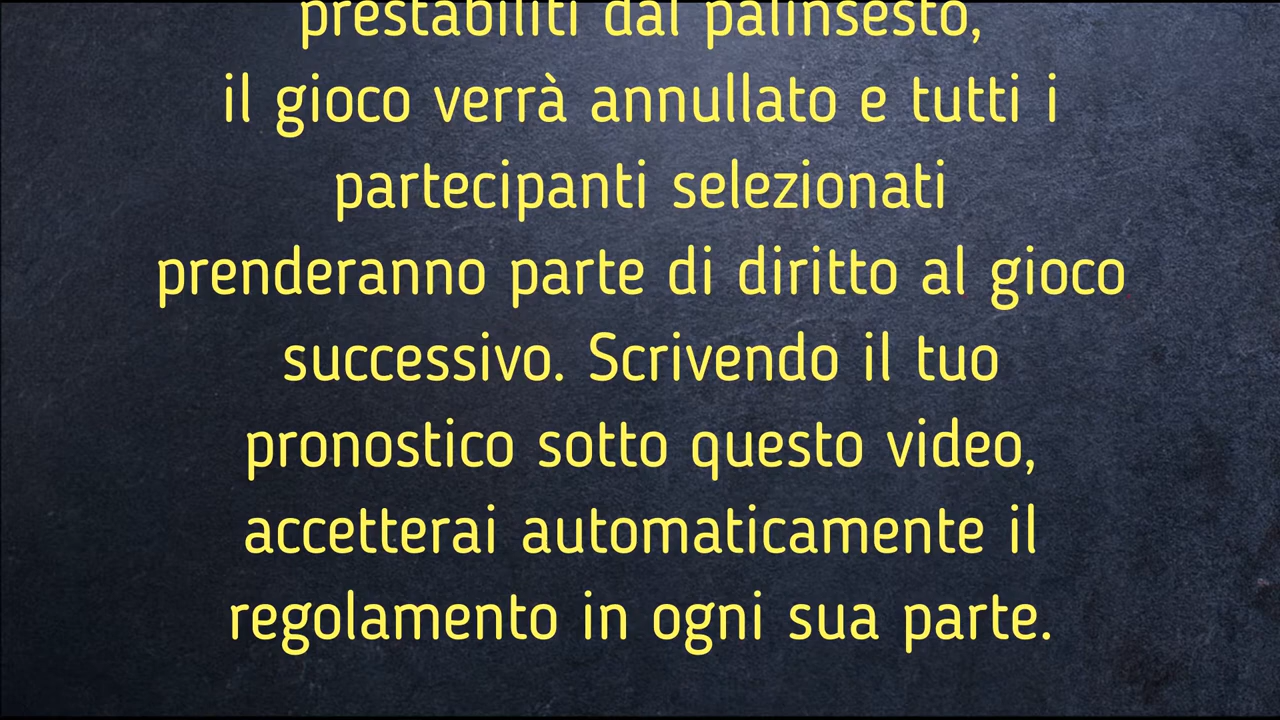 prestabiliti dal palinsesto,
il gioco verrà annullato e tutti i
partecipanti selezionati
prenderanno parte di diritto al gioco
successivo. Scrivendo il tuo
pronostico sotto questo video,
accetterai automaticamente il
regolamento in ogni sua parte.